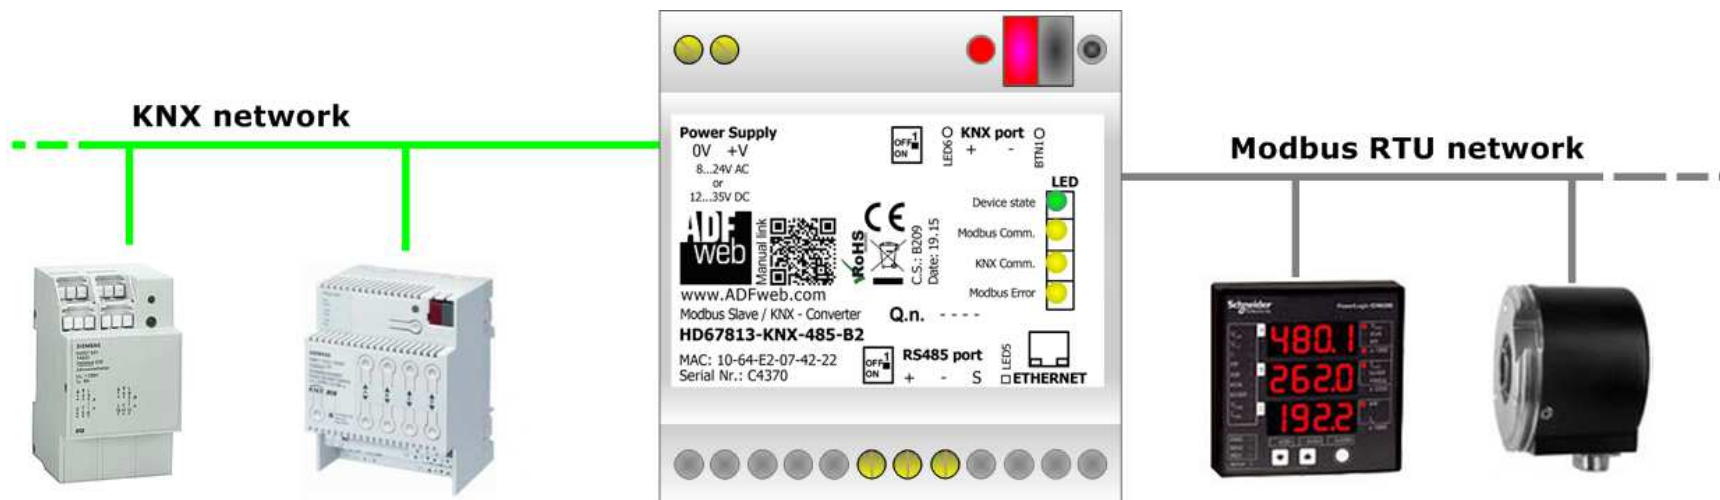 KNX network
Power Supply
0V +V
8...24V AC
or
12...35V DC
OFF 1
ON
LED6
KNX port
+ -
BTN1
LED
Device state
Modbus Comm.
KNX Comm.
Modbus Error
ADF
web
Manual link
RoHS
CE
C.S.: B209
Date: 19.15
www.ADFweb.com
Modbus Slave / KNX - Converter
HD67813-KNX-485-B2
Q.n. - - - -
MAC: 10-64-E2-07-42-22
Serial Nr.: C4370
OFF 1
ON
RS485 port
+ - S
LED5
ETHERNET
Modbus RTU network
SIEMENS
SIEMENS
KNX
Schneider
480.1
262.0
192.2